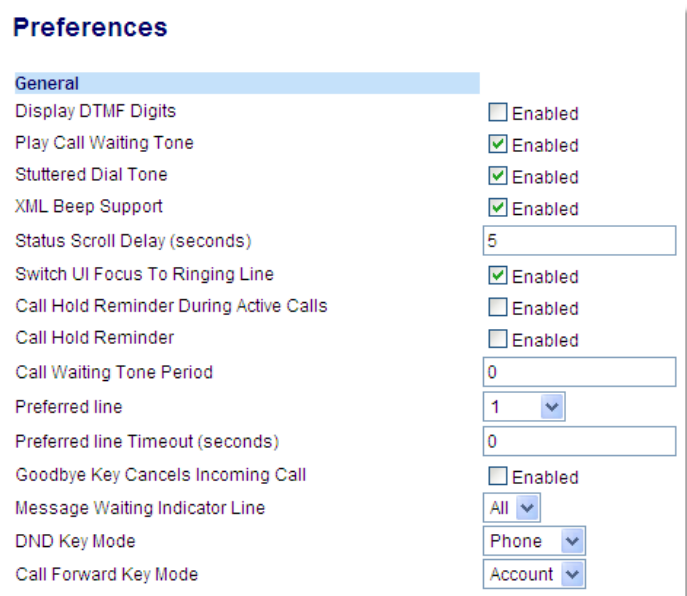 Preferences
General
Display DTMF Digits Enabled
Play Call Waiting Tone Enabled
Stuttered Dial Tone Enabled
XML Beep Support Enabled
Status Scroll Delay (seconds) 5
Switch UI Focus To Ringing Line Enabled
Call Hold Reminder During Active Calls Enabled
Call Hold Reminder Enabled
Call Waiting Tone Period 0
Preferred line 1
Preferred line Timeout (seconds) 0
Goodbye Key Cancels Incoming Call Enabled
Message Waiting Indicator Line All
DND Key Mode Phone
Call Forward Key Mode Account